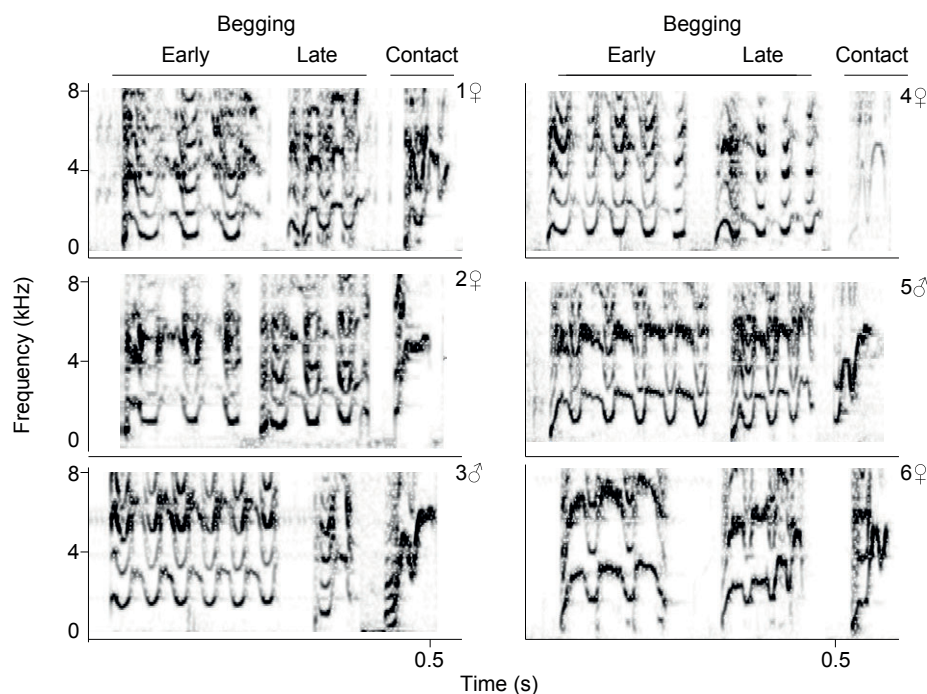 Begging
Early Late Contact
Begging
Early Late Contact
8
4
0
1♀
4♀
Frequency (kHz)
8
4
0
2♀
5♂
8
4
0
3♂
6♀
0.5
0.5
Time (s)